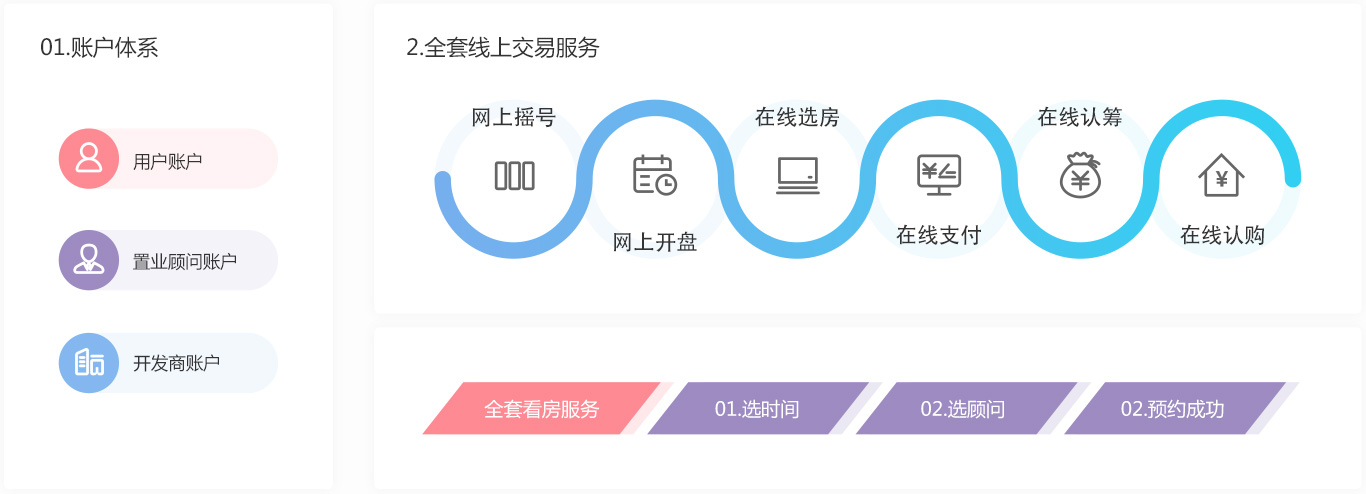 01.账户体系
用户账户
置业顾问账户
开发商账户
2.全套线上交易服务
网上摇号
网上开盘
在线选房
在线支付
在线认筹
在线认购
全套看房服务
01.选时间
02.选顾问
02.预约成功